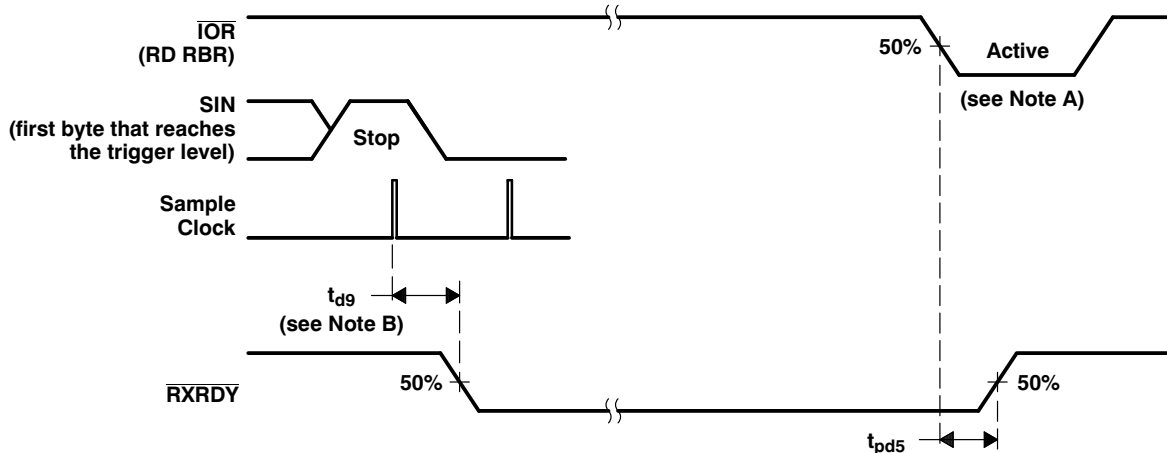 IOR
(RD RBR)
50%
Active
(see Note A)
SIN
(first byte that reaches
the trigger level)
Stop
Sample
Clock
td9
(see Note B)
RXRDY
50%
50%
tpd5